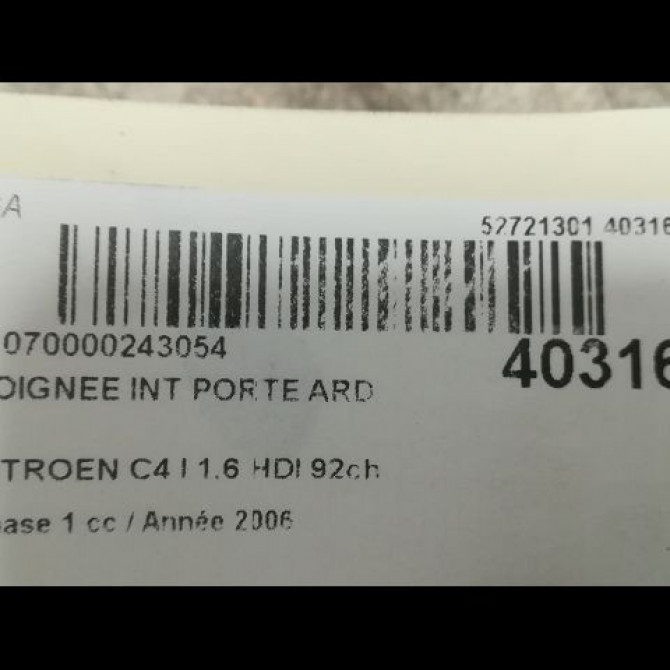 52721301 40316
070000243054
40316
OIGNEE INT PORTE ARD
TROEN C4 I 1.6 HDI 92ch
ase 1 cc / Année 2006